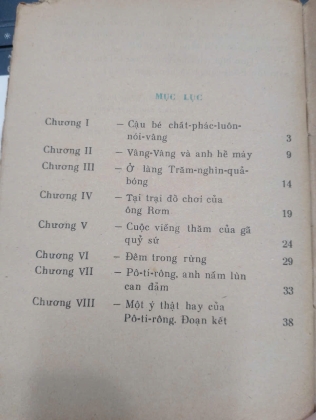 MỤC LỤC
Chương I — Cậu bé chất-phác-luôn-
nói-vâng 3
Chương II — Vâng-Vâng và anh hề máy 9
Chương III — Ở làng Trăm-nghìn-quả-
bóng 14
Chương IV — Tại trại đồ chơi của
ông Rơm 19
Chương V — Cuộc viếng thăm của gã
quỷ sứ 24
Chương VI — Đêm trong rừng 29
Chương VII — Pô-ti-rông, anh nấm lùn
can đảm 33
Chương VIII — Một ý thật hay của
Pô-ti-rông. Đoạn kết 38